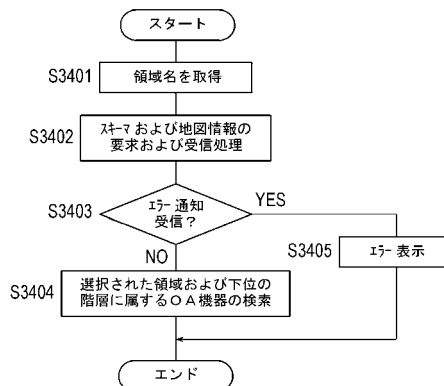 スタート
S3401
領域名を取得
S3402
スキーマおよび地図情報の
要求および受信処理
S3403
エラー通知
受信？
YES
NO
S3405
エラー表示
S3404
選択された領域および下位の
階層に属するOA機器の検索
エンド